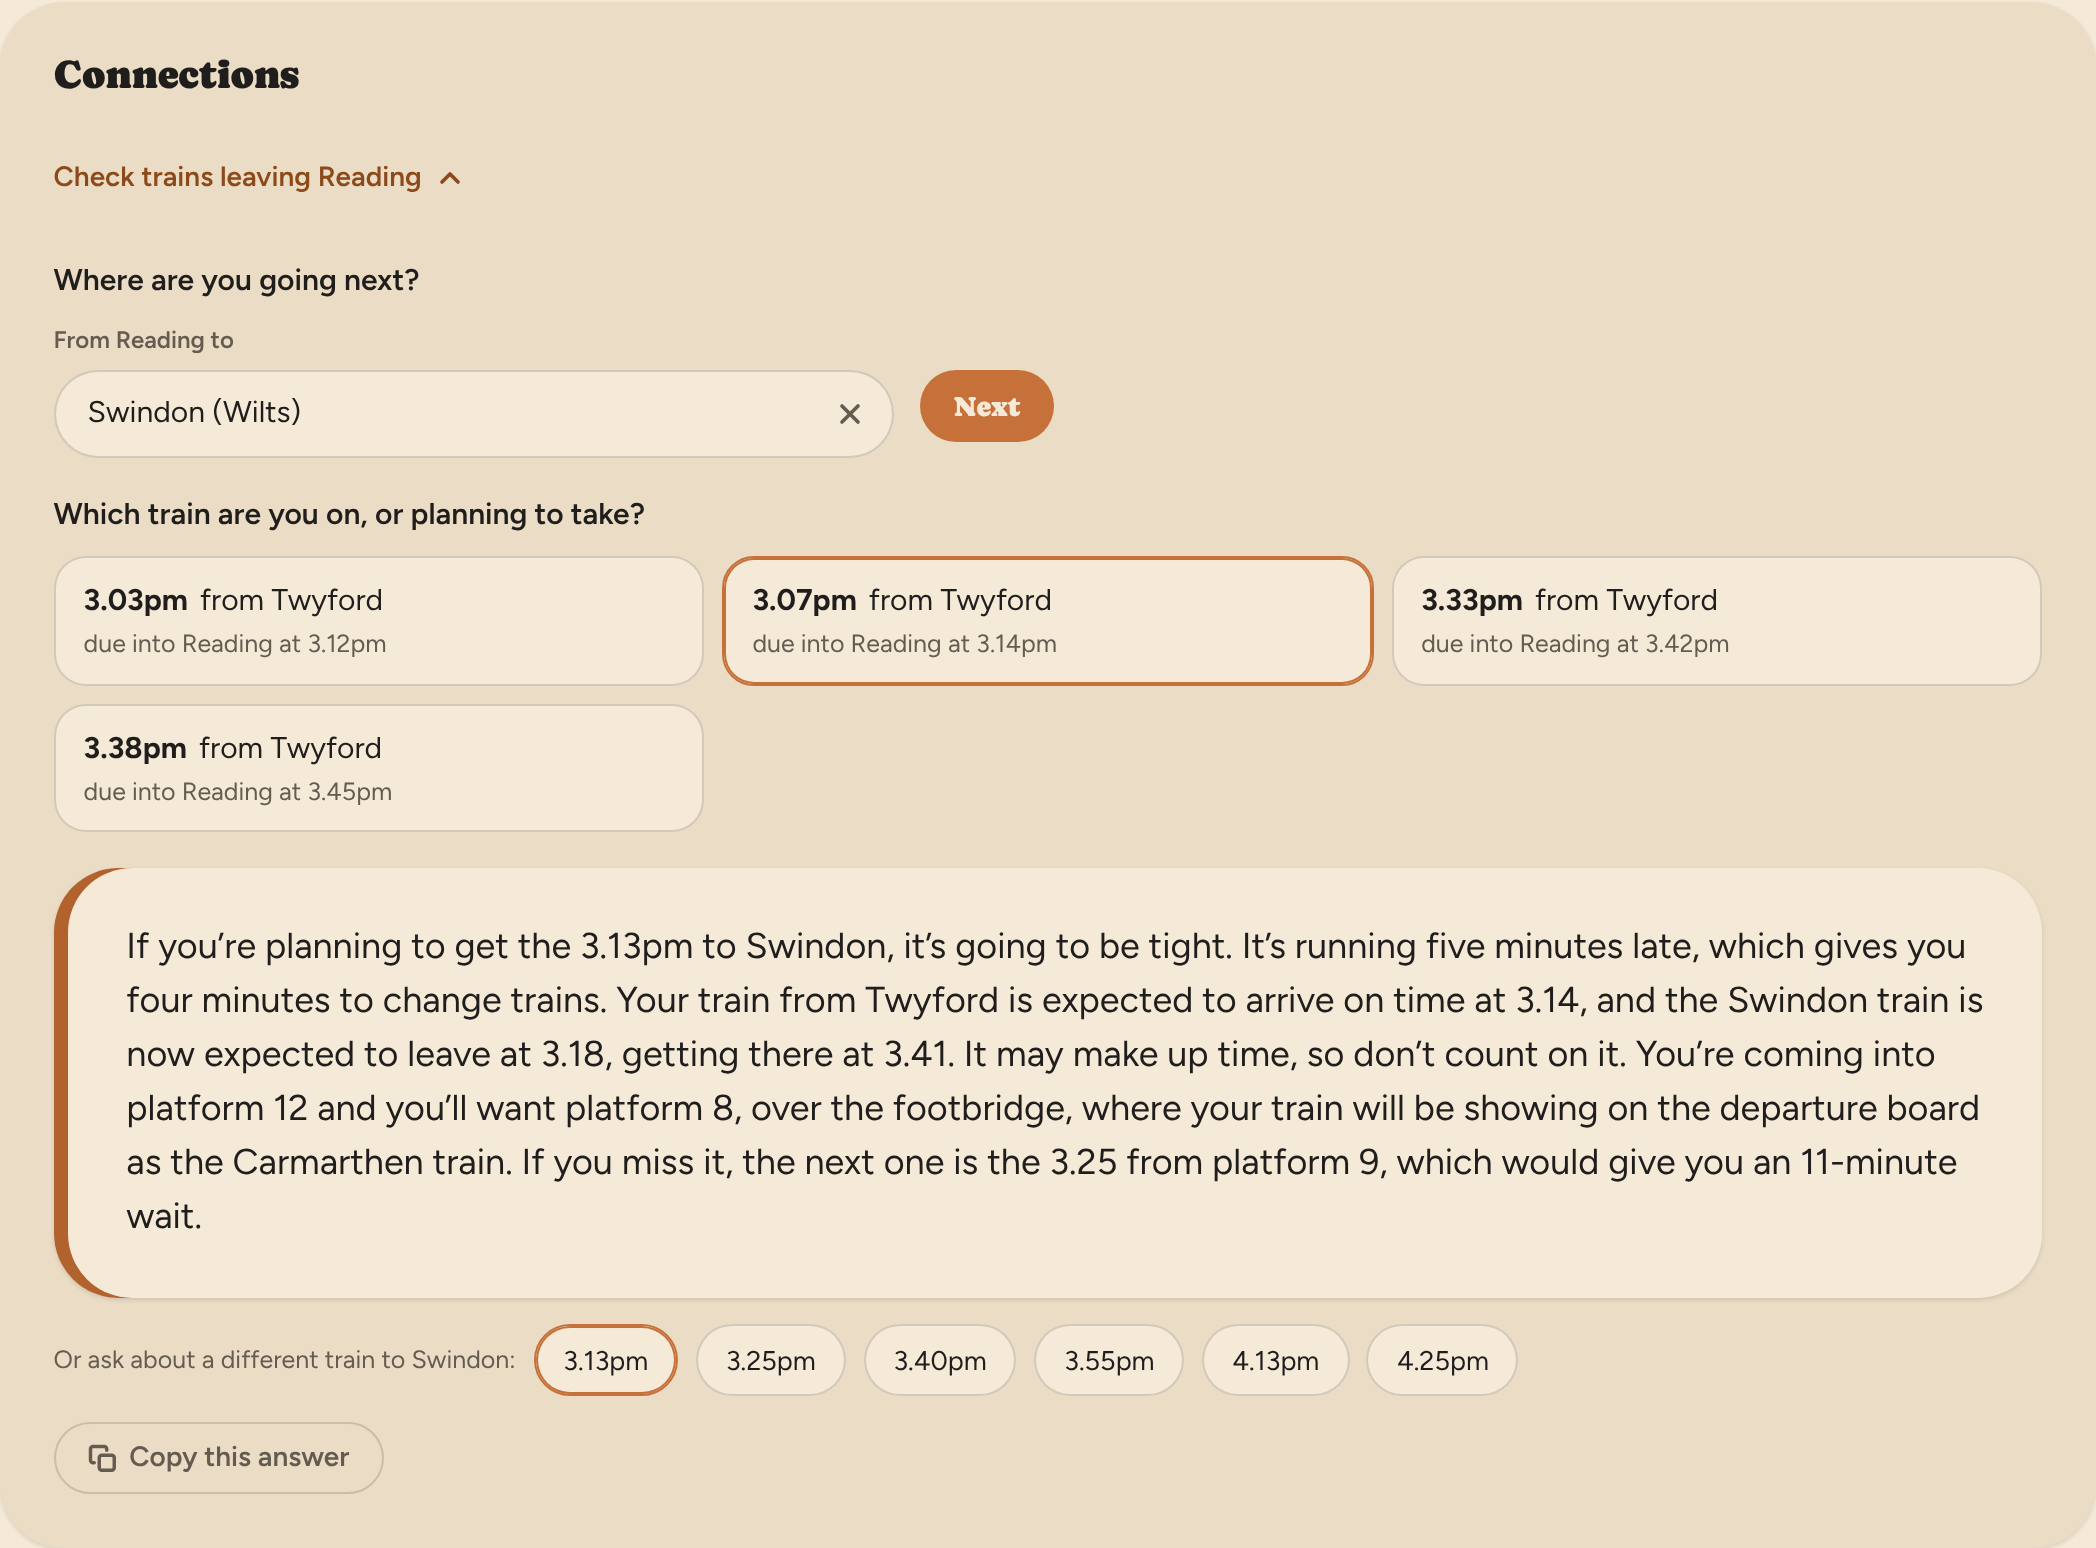 Connections
Check trains leaving Reading
Where are you going next?
From Reading to
Swindon (Wilts)
Next
Which train are you on, or planning to take?
3.03pm from Twyford
due into Reading at 3.12pm
3.07pm from Twyford
due into Reading at 3.14pm
3.33pm from Twyford
due into Reading at 3.42pm
3.38pm from Twyford
due into Reading at 3.45pm
If you’re planning to get the 3.13pm to Swindon, it’s going to be tight. It’s running five minutes late, which gives you
four minutes to change trains. Your train from Twyford is expected to arrive on time at 3.14, and the Swindon train is
now expected to leave at 3.18, getting there at 3.41. It may make up time, so don’t count on it. You’re coming into
platform 12 and you’ll want platform 8, over the footbridge, where your train will be showing on the departure board
as the Carmarthen train. If you miss it, the next one is the 3.25 from platform 9, which would give you an 11-minute
wait.
Or ask about a different train to Swindon:
3.13pm
3.25pm
3.40pm
3.55pm
4.13pm
4.25pm
Copy this answer